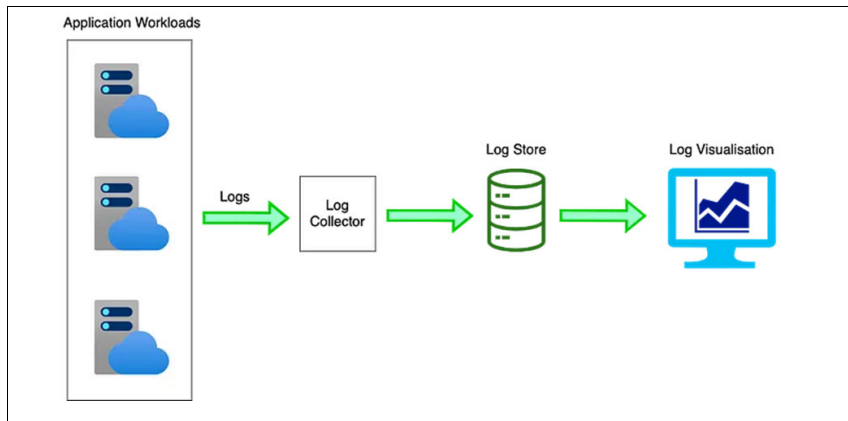 Application Workloads
Logs
Log
Collector
Log Store
Log Visualisation